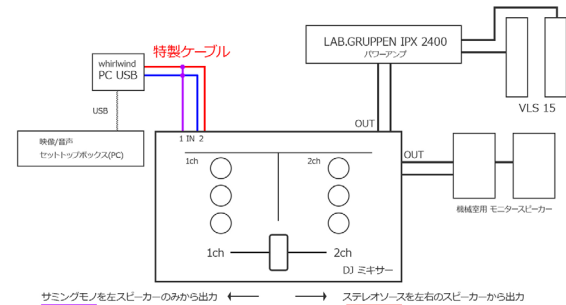 特製ケーブル
whirlwind
PC USB
USB
映像/音声
セットトップボックス(PC)
LAB.GRUPPEN IPX 2400
パワーアンプ
VLS 15
OUT
1 IN 2
1ch
2ch
OUT
機械室用 モニタースピーカー
1ch
2ch
DJ ミキサー
サミングモノを左スピーカーのみから出力
ステレオソースを左右のスピーカーから出力